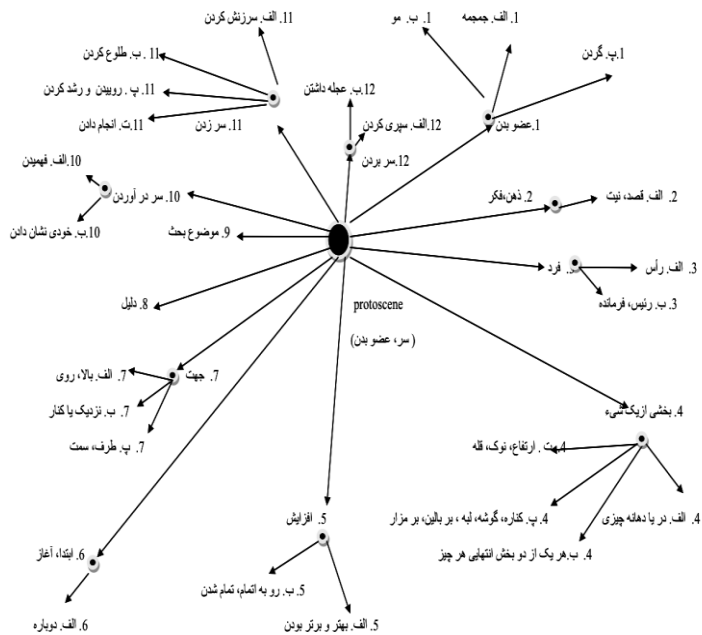 1. عضو بدن
1. الف. جمجمه
1. ب. مو
1. پ. گردن
2. ذهن،فکر
2. الف. قصد، نیت
. فرد
3. الف. رأس
3. ب. رئیس، فرمانده
4. بخشی ازیک شیء
4. الف. در یا دهانه چیزی
4. ب.هر یک از دو بخش انتهایی هر چیز
4. پ. کناره، گوشه، لبه ، بر بالین، بر مزار
4.ت . ارتفاع، نوک، قله
5. افزایش
5. الف. بهتر و برتر بودن
5. ب. رو به اتمام، تمام شدن
6. ابتدا، آغاز
6. الف. دوباره
7. جهت
7. الف. بالا، روی
7. ب. نزدیک یا کنار
7. پ. طرف، سمت
8. دلیل
9. موضوع بحث
10. سر در آوردن
10.الف. فهمیدن
10.ب. خودی نشان دادن
11. سر زدن
11. الف. سرزنش کردن
11. ب. طلوع کردن
11. پ . روییدن و رشد کردن
11.ت. انجام دادن
12. سر بردن
12.الف. سپری کردن
12.ب. عجله داشتن
protoscene
(سر، عضو بدن )